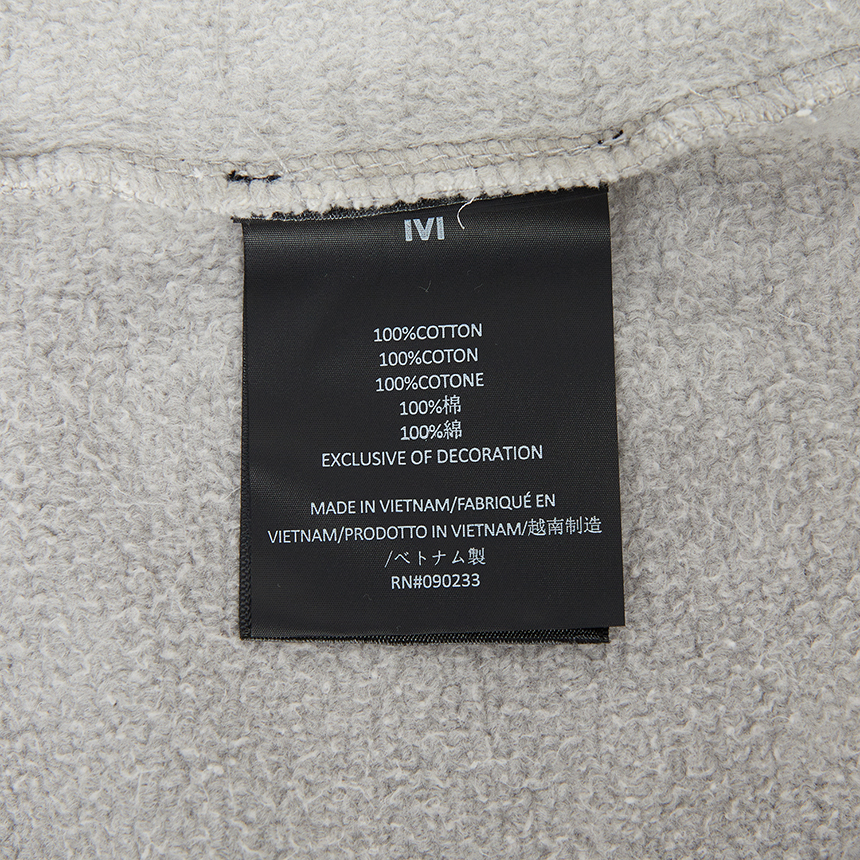 IVI
100%COTTON
100%COTON
100%COTONE
100%棉
100%綿
EXCLUSIVE OF DECORATION
MADE IN VIETNAM/FABRIQUÉ EN
VIETNAM/PRODOTTO IN VIETNAM/越南制造
/ベトナム製
RN#090233